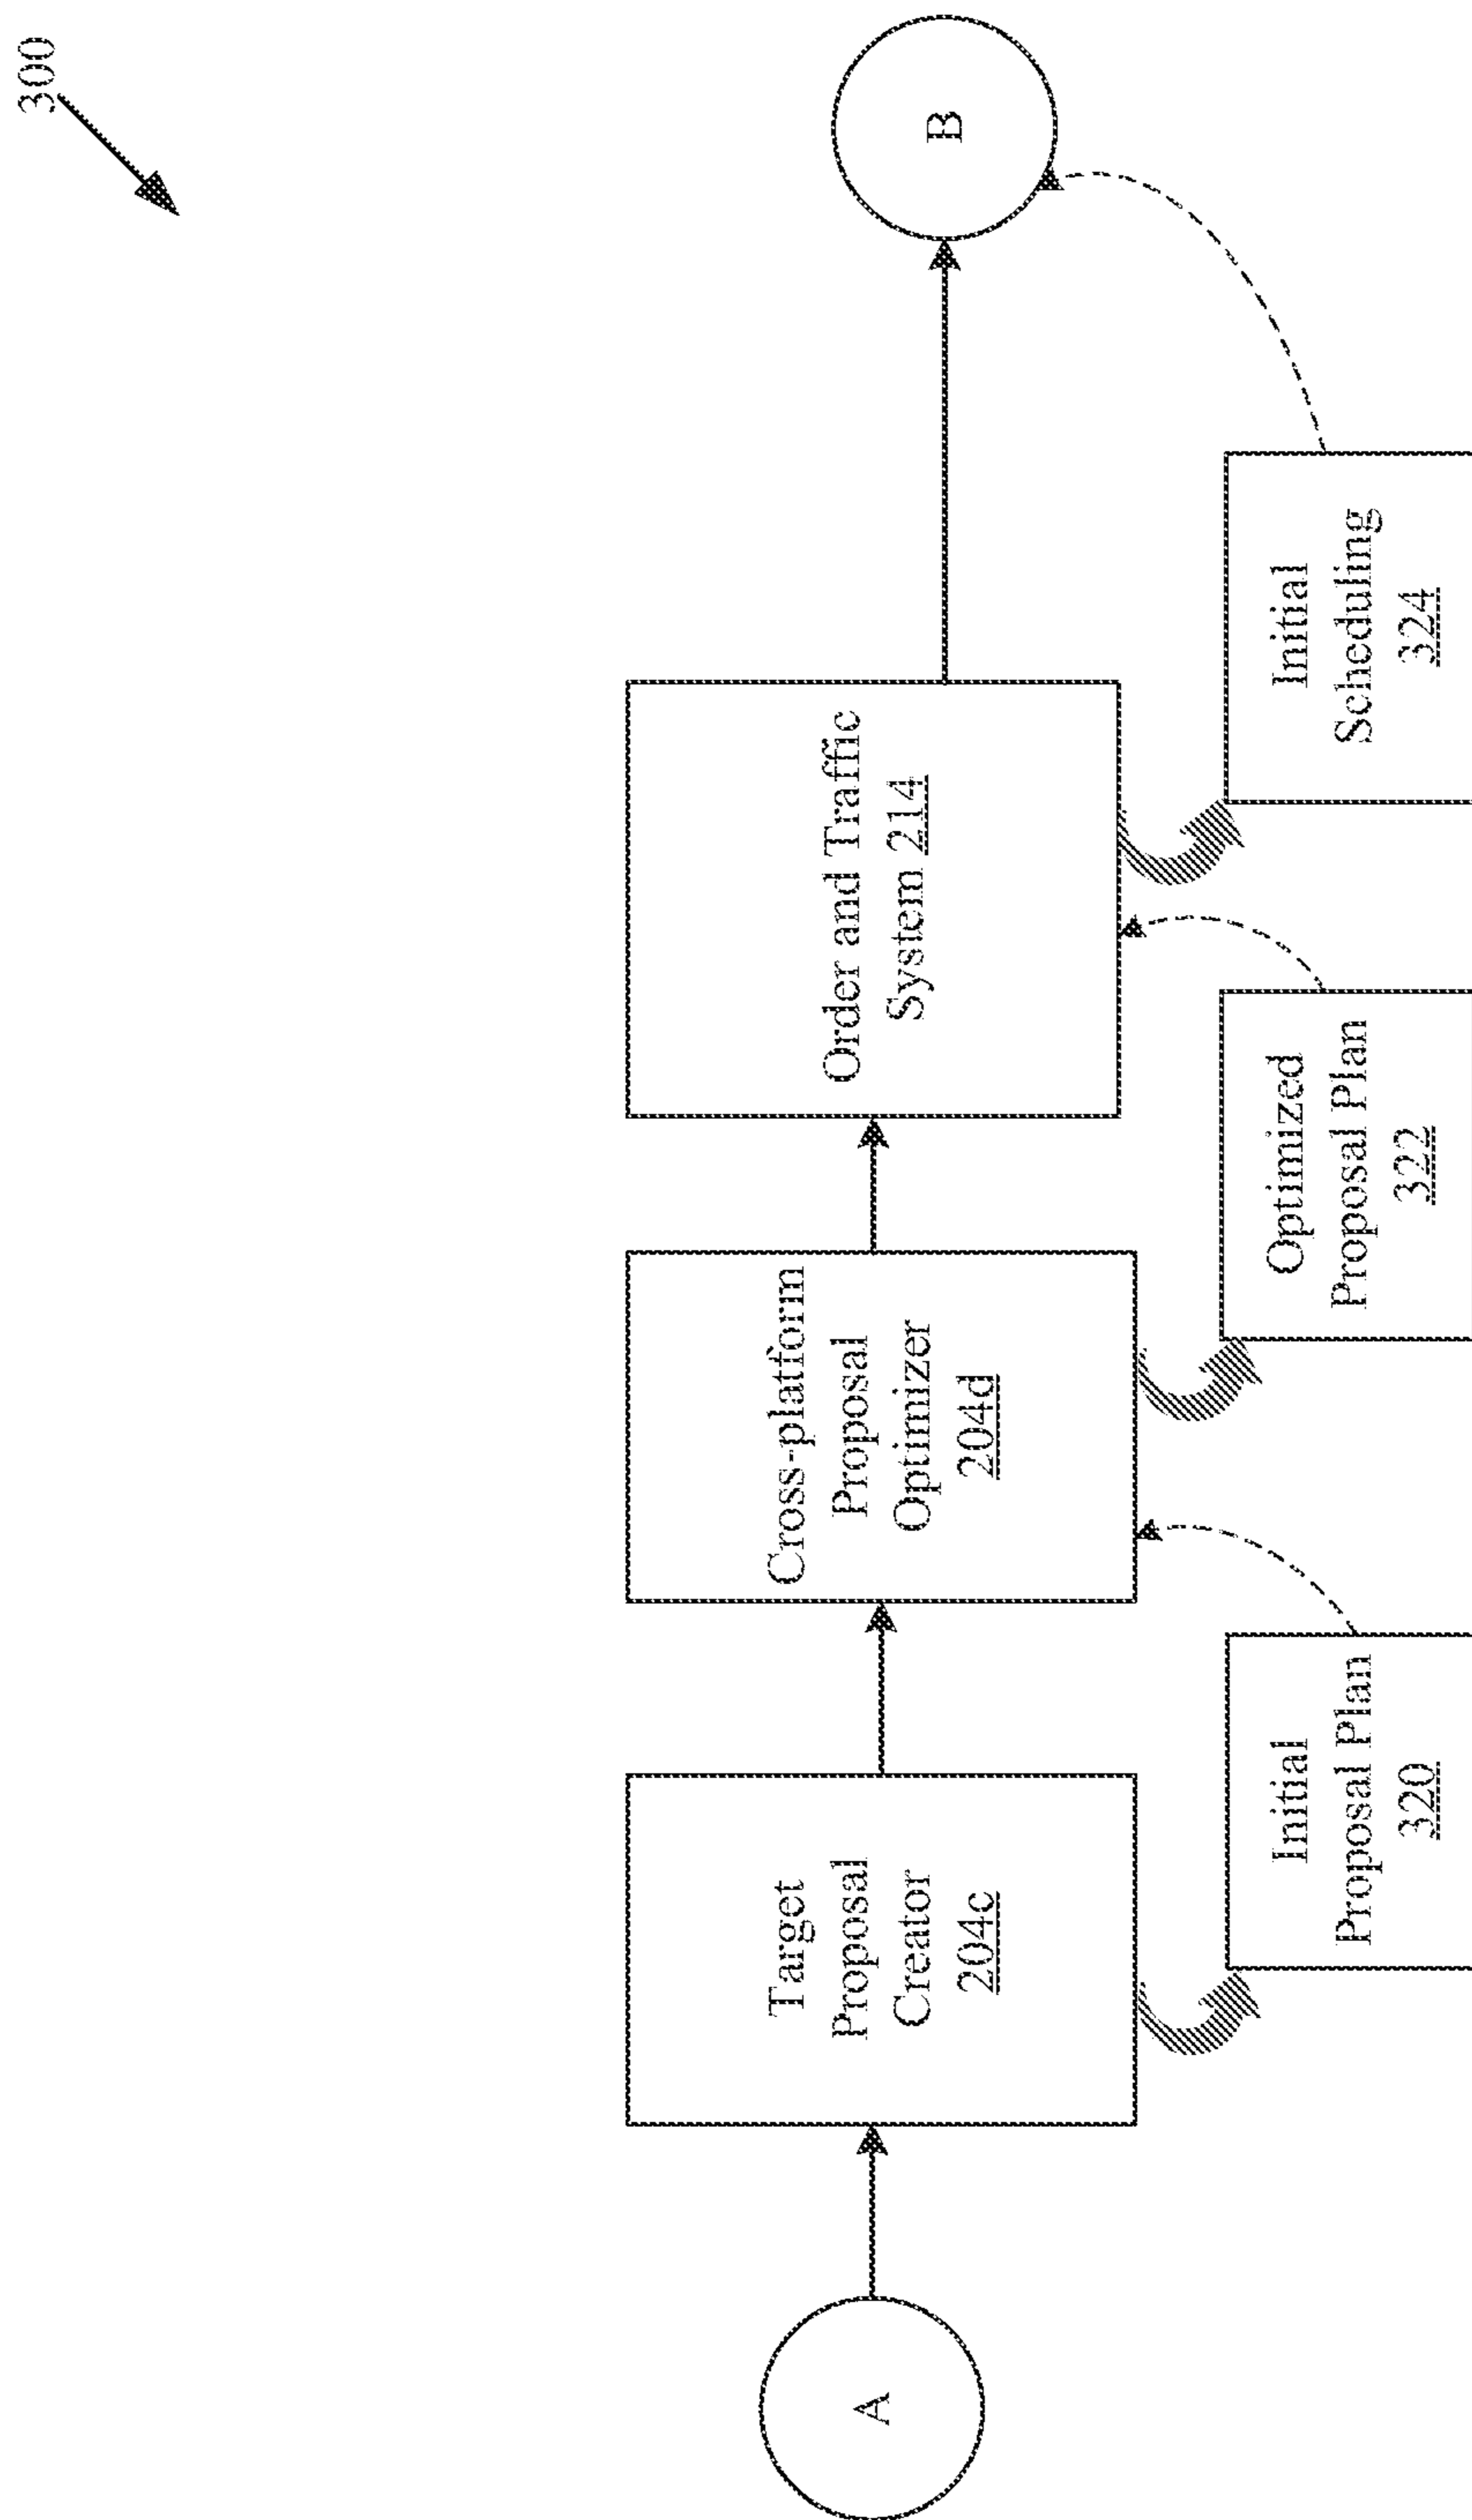 300
A
Target
Proposal
Creator
204c
Cross-platform
Proposal
Optimizer
204d
Order and Traffic
System 214
B
Initial
Proposal Plan
320
Optimized
Proposal Plan
322
Initial
Scheduling
324